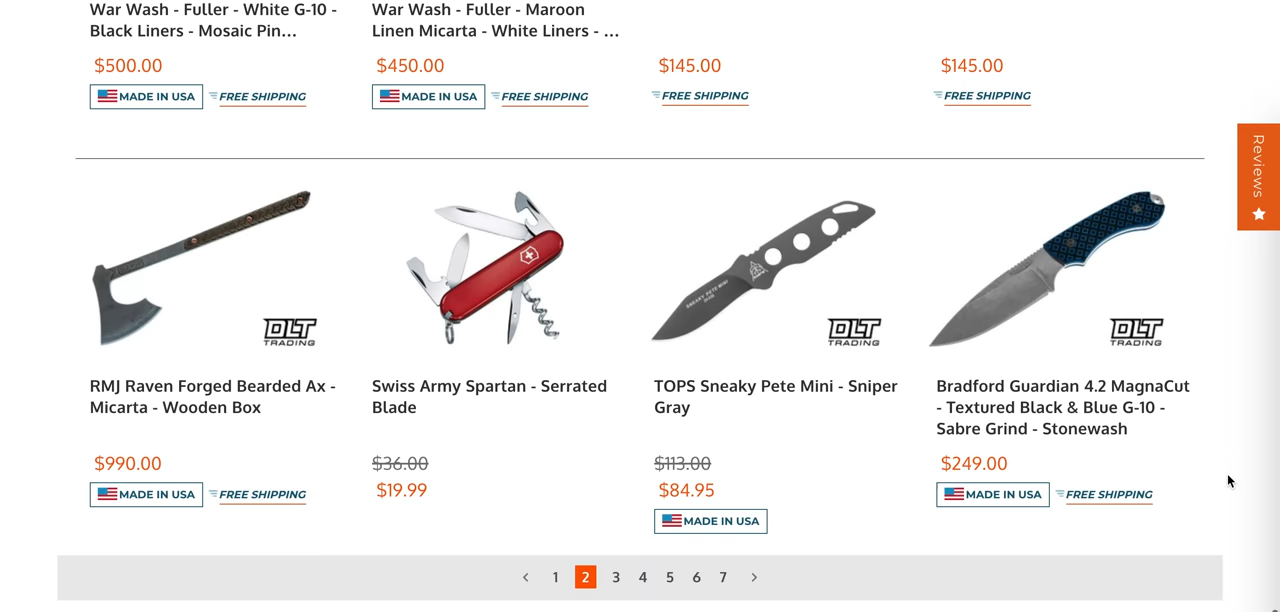 War Wash - Fuller - White G-10 -
Black Liners - Mosaic Pin...
$500.00
MADE IN USA FREE SHIPPING
War Wash - Fuller - Maroon
Linen Micarta - White Liners - ...
$450.00
MADE IN USA FREE SHIPPING
$145.00
FREE SHIPPING
$145.00
FREE SHIPPING
Reviews
DLT
TRADING
RMJ Raven Forged Bearded Ax -
Micarta - Wooden Box
$990.00
MADE IN USA FREE SHIPPING
Swiss Army Spartan - Serrated
Blade
$36.00
$19.99
SNEAKY PETE MINI
DLT
TRADING
TOPS Sneaky Pete Mini - Sniper
Gray
$113.00
$84.95
MADE IN USA
DLT
TRADING
Bradford Guardian 4.2 MagnaCut
- Textured Black & Blue G-10 -
Sabre Grind - Stonewash
$249.00
MADE IN USA FREE SHIPPING
< 1 2 3 4 5 6 7 >